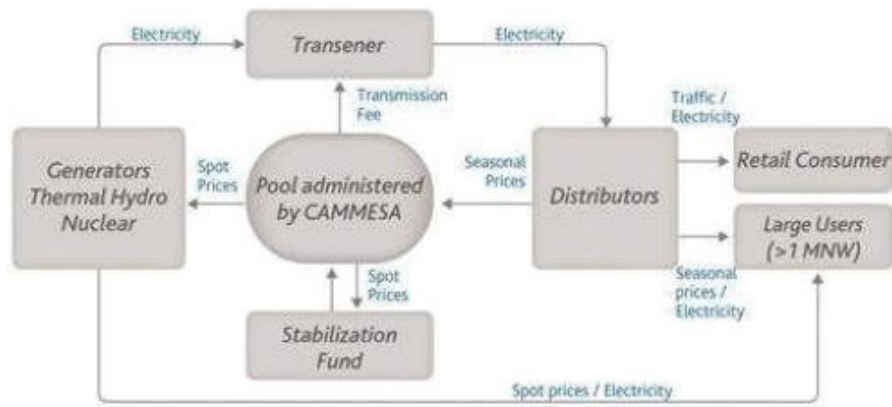 Electricity
Transener
Electricity
Transmission
Fee
Traffic /
Electricity
Generators
Thermal Hydro
Nuclear
Spot
Prices
Pool administered
by CAMMESA
Seasonal
Prices
Distributors
Retail Consumer
Large Users
(>1 MNW)
Spot
Prices
Seasonal
prices /
Electricity
Stabilization
Fund
Spot prices / Electricity